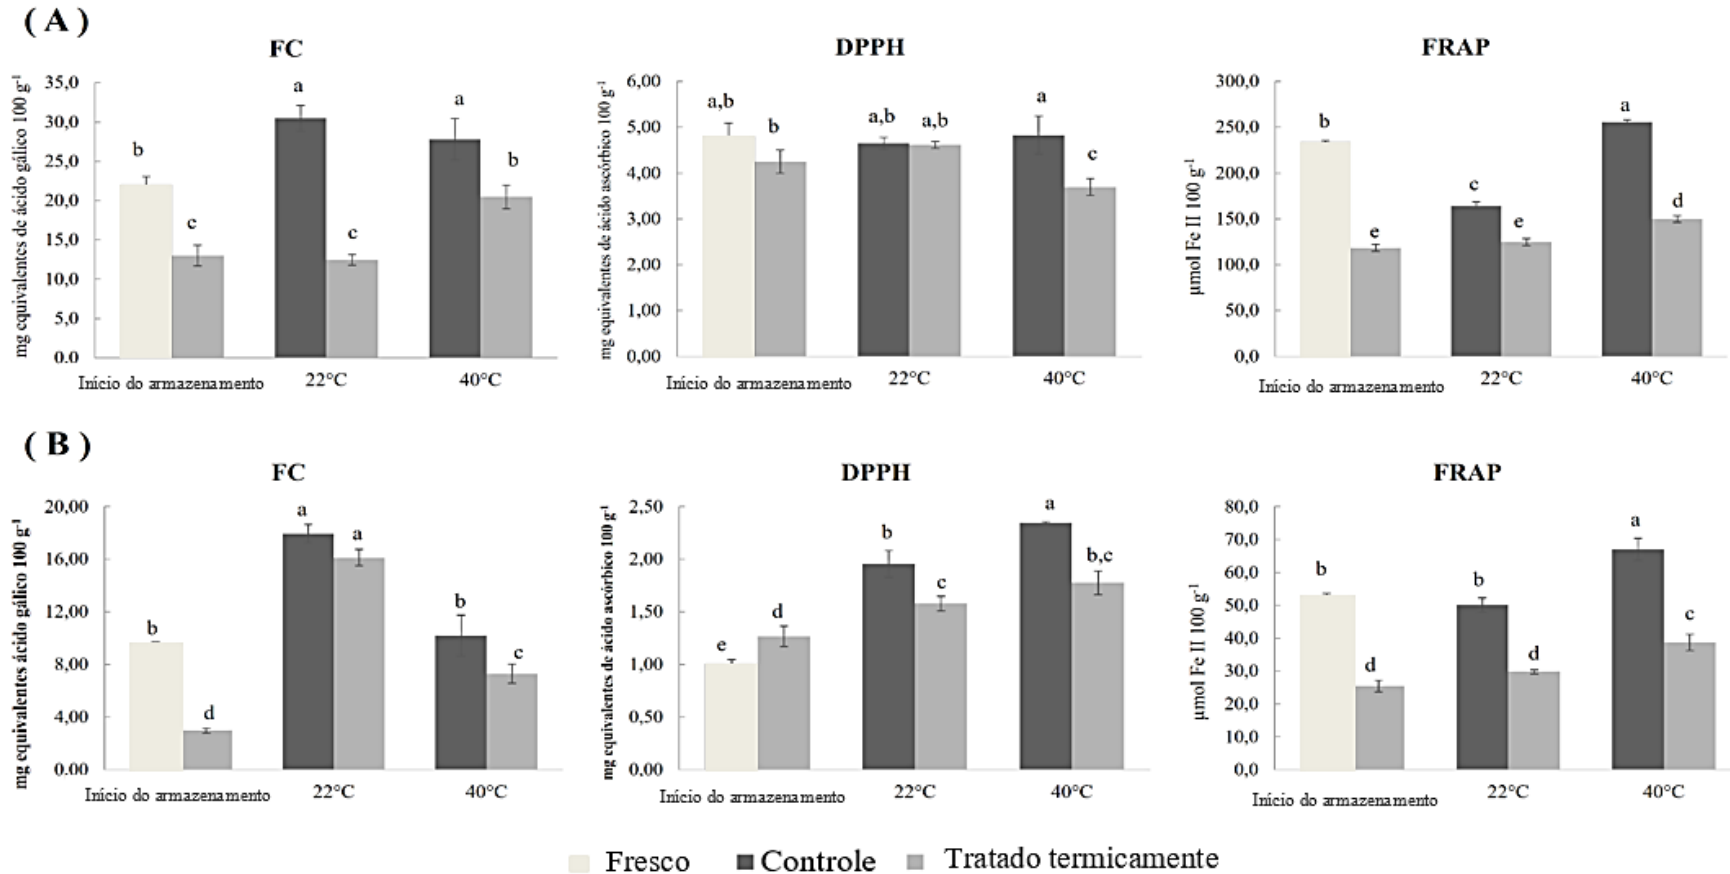 ( A )
FC
mg equivalentes de ácido gálico 100 g⁻¹
35,0
30,0
25,0
20,0
15,0
10,0
5,0
0.0
b
c
a
c
a
b
Início do armazenamento
22°C
40°C
DPPH
mg equivalentes de ácido ascórbico 100 g⁻¹
6,00
5,00
4,00
3,00
2,00
1,00
0,00
a,b
b
a,b
a,b
a
c
Início do armazenamento
22°C
40°C
FRAP
µmol Fe II 100 g⁻¹
300,0
250,0
200,0
150,0
100,0
50,0
0,0
b
e
c
e
a
d
Início do armazenamento
22°C
40°C
( B )
FC
mg equivalentes ácido gálico 100 g⁻¹
20,00
16,00
12,00
8,00
4,00
0.00
b
d
a
a
b
c
Início do armazenamento
22°C
40°C
DPPH
mg equivalentes de ácido ascórbico 100 g⁻¹
2,50
2,00
1,50
1,00
0,50
0.00
e
d
b
c
a
b,c
Início do armazenamento
22°C
40°C
FRAP
µmol Fe II 100 g⁻¹
80,0
70,0
60,0
50,0
40,0
30,0
20,0
10,0
0,0
b
d
b
d
a
c
Início do armazenamento
22°C
40°C
Fresco
Controle
Tratado termicamente